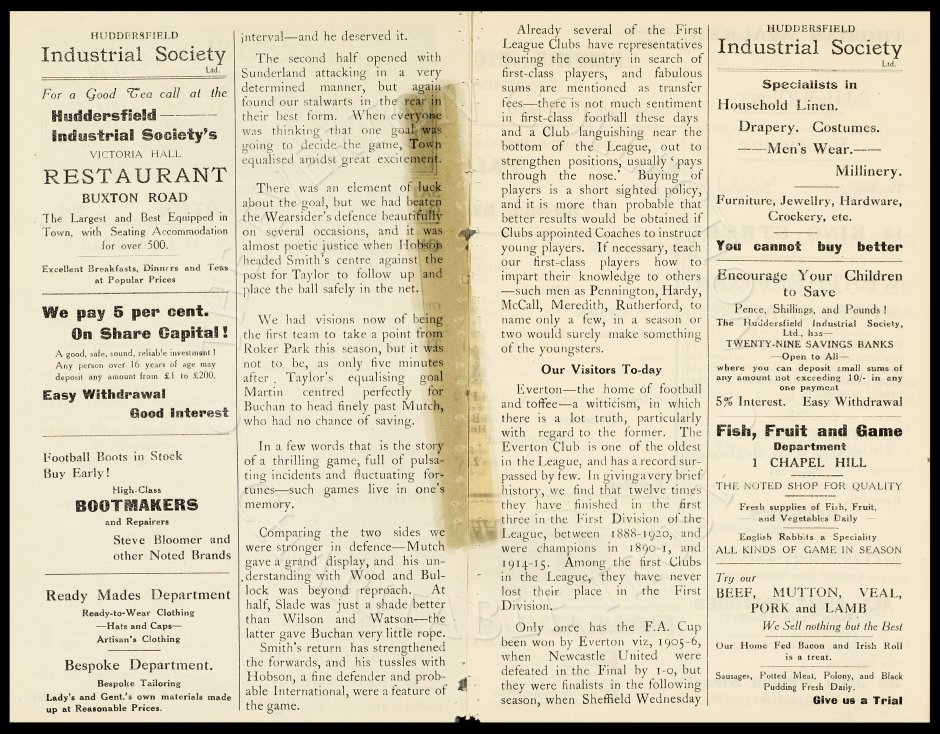 HUDDERSFIELD
Industrial Society
Ltd.
For a Good Tea call at the
Huddersfield
Industrial Society's
VICTORIA HALL
RESTAURANT
BUXTON ROAD
The Largest and Best Equipped in
Town, with Seating Accommodation
for over 500.
Excellent Breakfasts, Dinners and Teas
at Popular Prices
We pay 5 per cent.
On Share Capital!
A good, safe, sound, reliable investment!
Any person over 16 years of age may
deposit any amount from £1 to £200.
Easy Withdrawal
Good Interest
Football Boots in Stock
Buy Early!
High-Class
BOOTMAKERS
and Repairers
Steve Bloomer and
other Noted Brands
Ready Mades Department
Ready-to-Wear Clothing
—Hats and Caps—
Artisan's Clothing
Bespoke Department.
Bespoke Tailoring
Lady's and Gent.'s own materials made
up at Reasonable Prices.
interval—and he deserved it.
The second half opened with
Sunderland attacking in a very
determined manner, but again
found our stalwarts in the rear in
their best form. When everyone
was thinking that one goal was
going to decide the game, Town
equalised amidst great excitement.
There was an element of luck
about the goal, but we had beaten
the Wearsider's defence beautifully
on several occasions, and it was
almost poetic justice when Hobson
headed Smith's centre against the
post for Taylor to follow up and
place the ball safely in the net.
We had visions now of being
the first team to take a point from
Roker Park this season, but it was
not to be, as only five minutes
after . Taylor's equalising goal
Martin centred perfectly for
Buchan to head finely past Mutch,
who had no chance of saving.
In a few words that is the story
of a thrilling game, full of pulsa-
ting incidents and fluctuating for-
tunes—such games live in one's
memory.
Comparing the two sides we
were stronger in defence—Mutch
gave a grand display, and his un-
derstanding with Wood and Bul-
lock was beyond reproach. At
half, Slade was just a shade better
than Wilson and Watson—the
latter gave Buchan very little rope.
Smith's return has strengthened
the forwards, and his tussles with
Hobson, a fine defender and prob-
able International, were a feature of
the game.
Already several of the First
League Clubs have representatives
touring the country in search of
first-class players, and fabulous
sums are mentioned as transfer
fees—there is not much sentiment
in first-class football these days
and a Club languishing near the
bottom of the League, out to
strengthen positions, usually 'pays
through the nose.' Buying of
players is a short sighted policy,
and it is more than probable that
better results would be obtained if
Clubs appointed Coaches to instruct
young players. If necessary, teach
our first-class players how to
impart their knowledge to others
—such men as Pennington, Hardy,
McCall, Meredith, Rutherford, to
name only a few, in a season or
two would surely make something
of the youngsters.
Our Visitors To-day
Everton—the home of football
and toffee—a witticism, in which
there is a lot truth, particularly
with regard to the former. The
Everton Club is one of the oldest
in the League, and has a record sur-
passed by few. In giving a very brief
history, we find that twelve times
they have finished in the first
three in the First Division of the
League, between 1888-1920, and
were champions in 1890-1, and
1914-15. Among the first Clubs
in the League, they have never
lost their place in the First
Division.
Only once has the F.A. Cup
been won by Everton viz, 1905-6,
when Newcastle United were
defeated in the Final by 1-0, but
they were finalists in the following
season, when Sheffield Wednesday
HUDDERSFIELD
Industrial Society
Ltd.
Specialists in
Household Linen.
Drapery. Costumes.
—Men's Wear.—
Millinery.
Furniture, Jewellry, Hardware,
Crockery, etc.
You cannot buy better
Encourage Your Children
to Save
Pence, Shillings, and Pounds!
The Huddersfield Industrial Society,
Ltd., has—
TWENTY-NINE SAVINGS BANKS
—Open to All—
where you can deposit small sums of
any amount not exceeding 10/- in any
one payment
5% Interest. Easy Withdrawal
Fish, Fruit and Game
Department
1 CHAPEL HILL
THE NOTED SHOP FOR QUALITY
Fresh supplies of Fish, Fruit,
— and Vegetables Daily —
English Rabbits a Speciality
ALL KINDS OF GAME IN SEASON
Try our
BEEF, MUTTON, VEAL,
PORK and LAMB
We Sell nothing but the Best
Our Home Fed Bacon and Irish Roll
is a treat.
Sausages, Potted Meat, Polony, and Black
Pudding Fresh Daily.
Give us a Trial